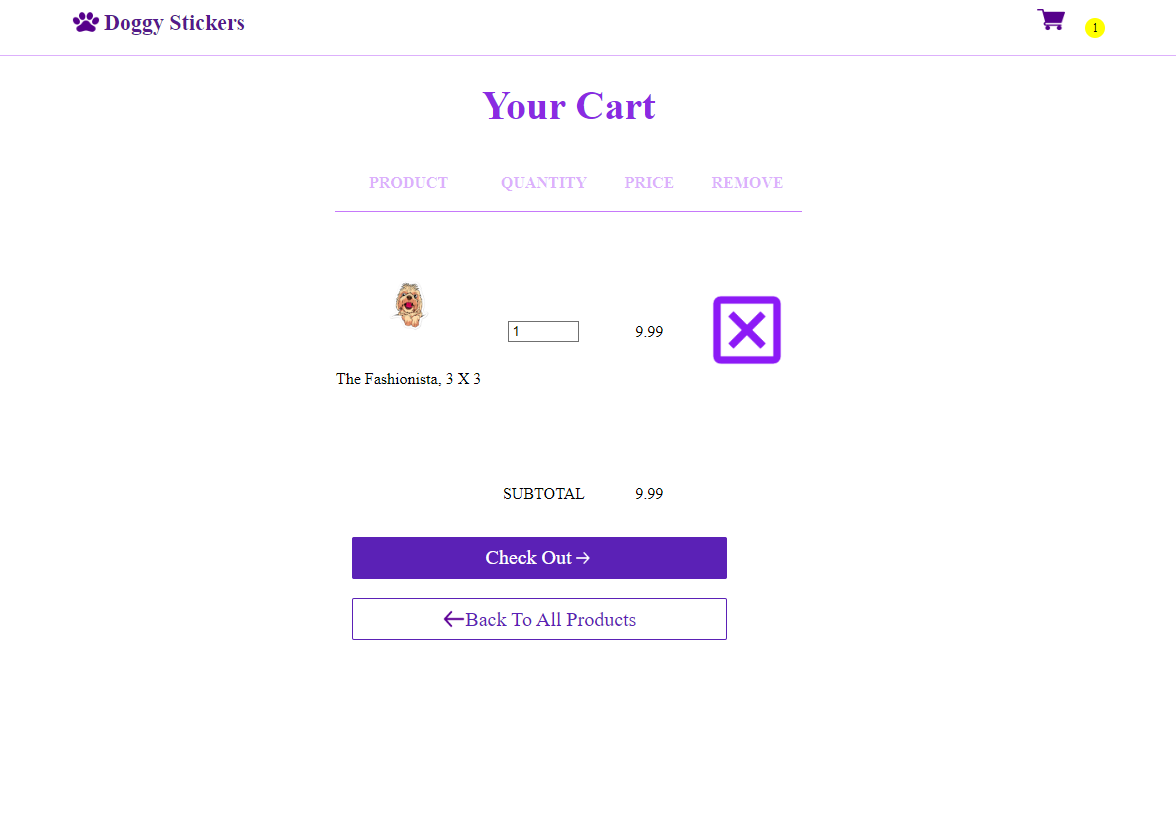 Doggy Stickers
1
Your Cart
PRODUCT QUANTITY PRICE REMOVE
1 9.99
The Fashionista, 3 X 3
SUBTOTAL 9.99
Check Out →
←Back To All Products